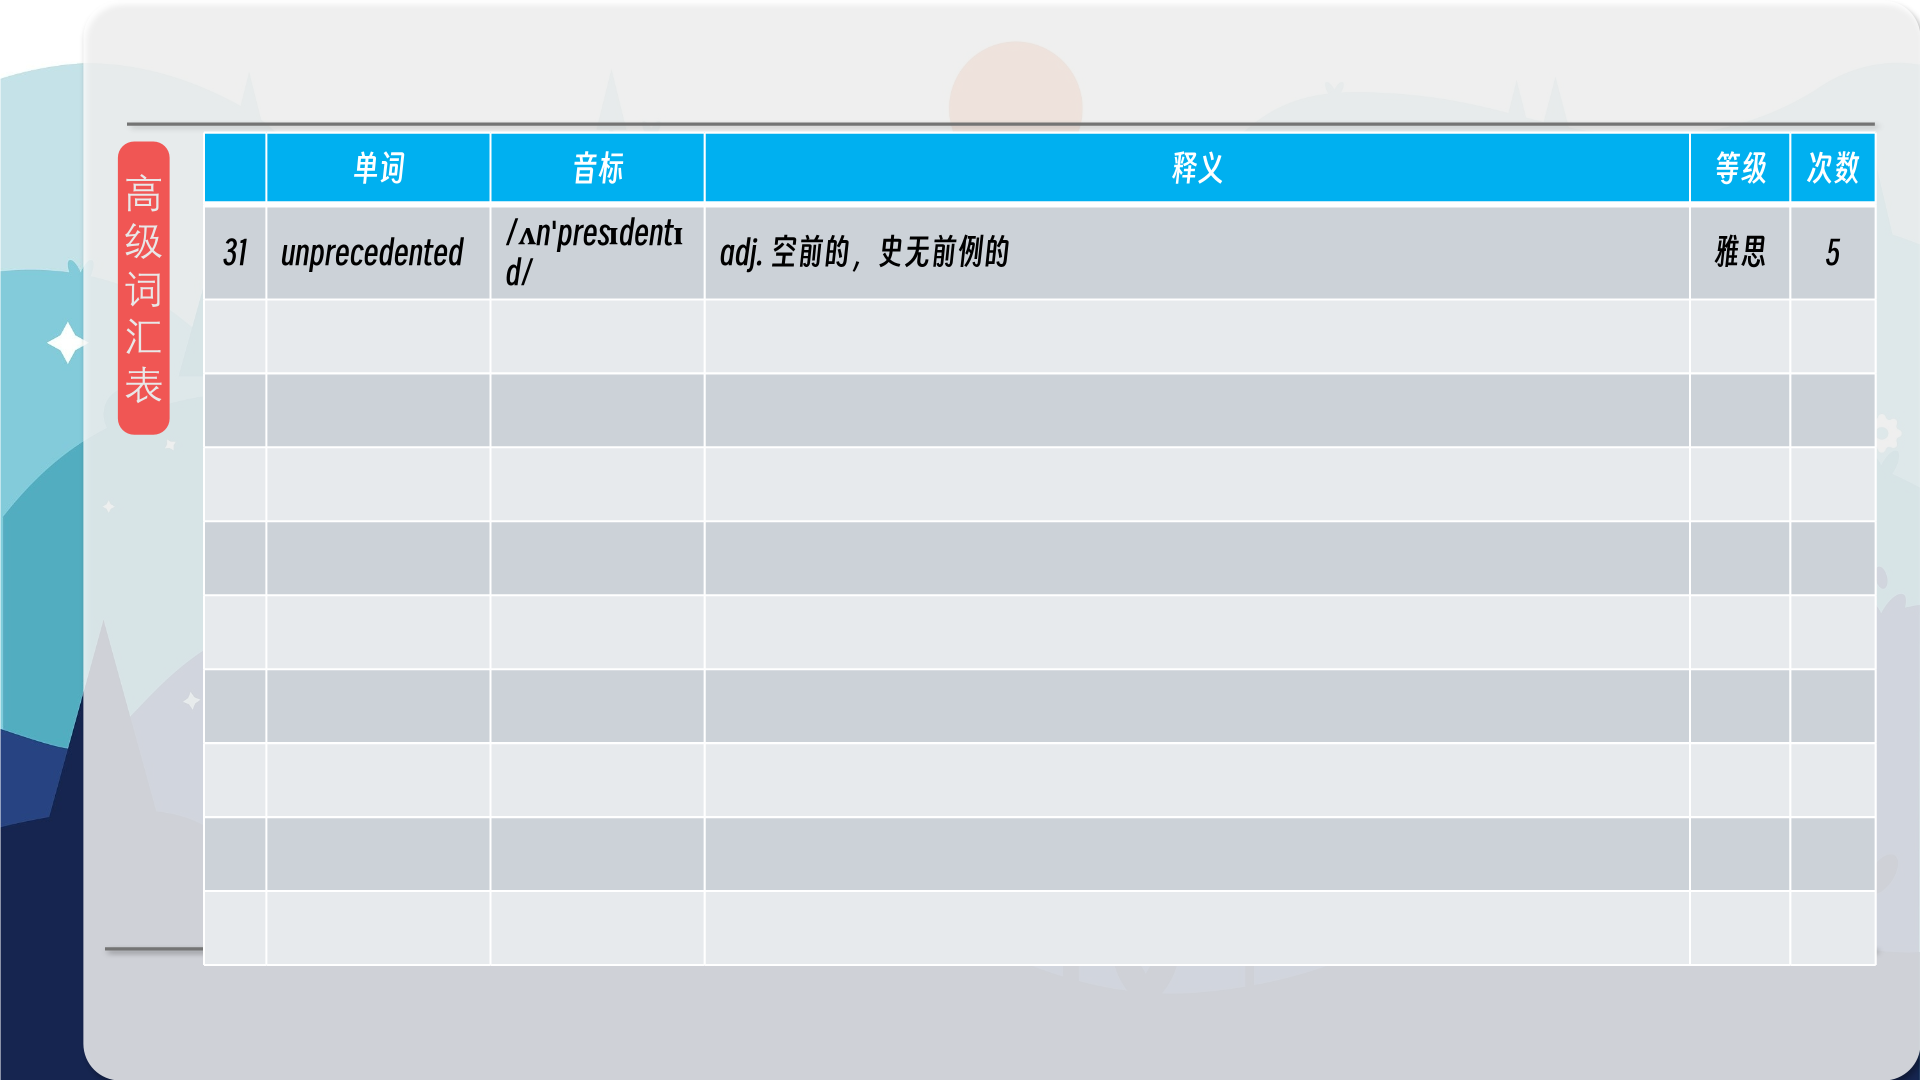 高级词汇表
单词 音标 释义 等级 次数
31 unprecedented /ʌn'presɪdentɪd/ adj. 空前的，史无前例的 雅思 5